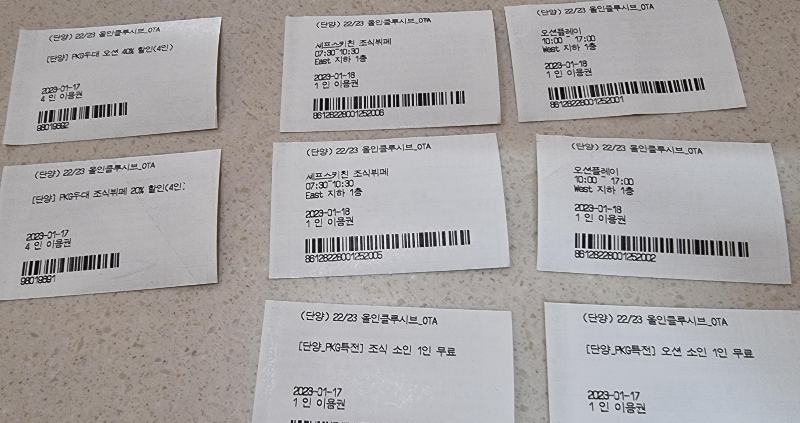 (단양) 22/23 올인클루시브_OTA
[단양] PKG우대 오션 40% 할인(4인)
2023-01-17
4 인 이용권
98019892
(단양) 22/23 올인클루시브_OTA
셰프스키친 조식뷔페
07:30~10:30
East 지하 1층
2023-01-18
1 인 이용권
86128228001252006
(단양) 22/23 올인클루시브_OTA
오션플레이
10:00 ~ 17:00
West 지하 1층
2023-01-18
1 인 이용권
86128228001252001
(단양) 22/23 올인클루시브_OTA
[단양] PKG우대 조식뷔페 20% 할인(4인)
2023-01-17
4 인 이용권
98019891
(단양) 22/23 올인클루시브_OTA
셰프스키친 조식뷔페
07:30~10:30
East 지하 1층
2023-01-18
1 인 이용권
86128228001252005
(단양) 22/23 올인클루시브_OTA
오션플레이
10:00 ~ 17:00
West 지하 1층
2023-01-18
1 인 이용권
86128228001252002
(단양) 22/23 올인클루시브_OTA
[단양_PKG특전] 조식 소인 1인 무료
2023-01-17
1 인 이용권
(단양) 22/23 올인클루시브_OTA
[단양_PKG특전] 오션 소인 1인 무료
2023-01-17
1 인 이용권